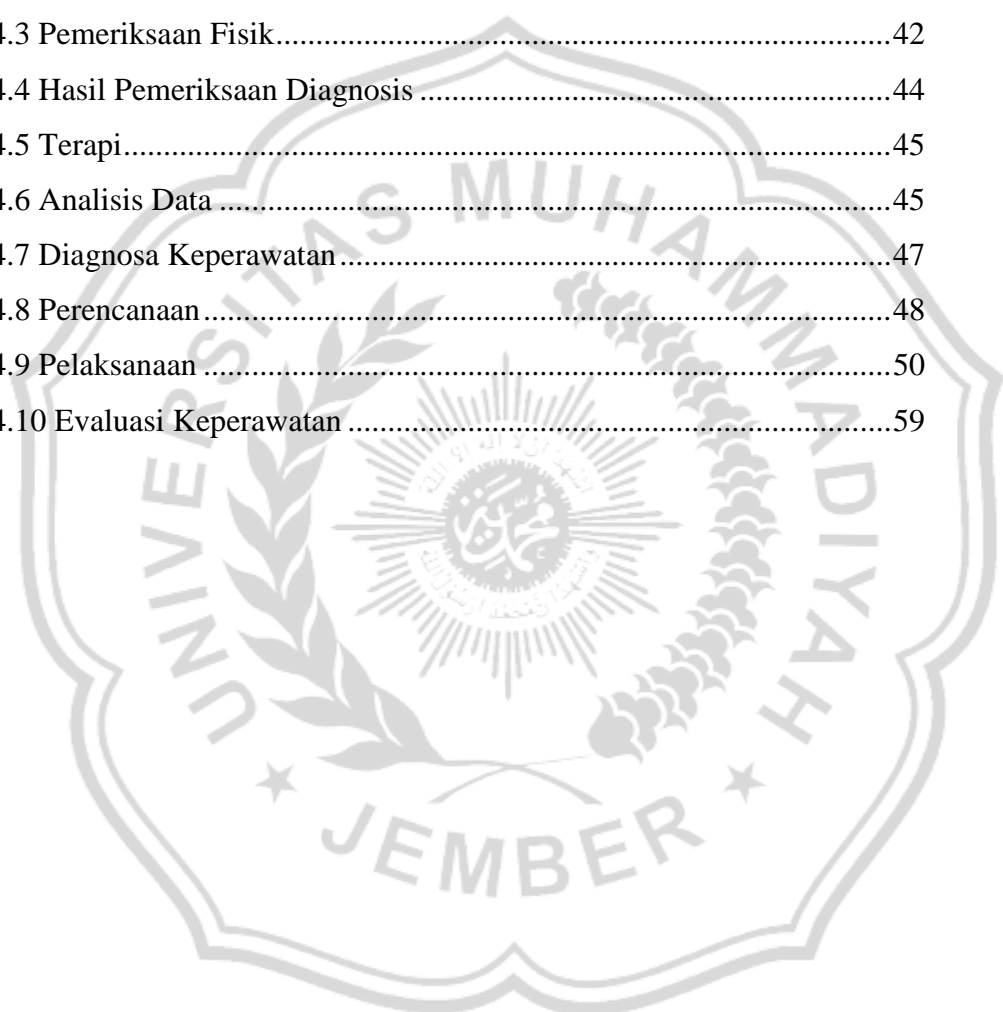 4.3 Pemeriksaan Fisik.............................................................................42
4.4 Hasil Pemeriksaan Diagnosis ...........................................................44
4.5 Terapi................................................................................................45
4.6 Analisis Data ....................................................................................45
4.7 Diagnosa Keperawatan.....................................................................47
4.8 Perencanaan......................................................................................48
4.9 Pelaksanaan ......................................................................................50
4.10 Evaluasi Keperawatan ....................................................................59
UNIVERSITAS MUHAMMADIYAH
JEMBER